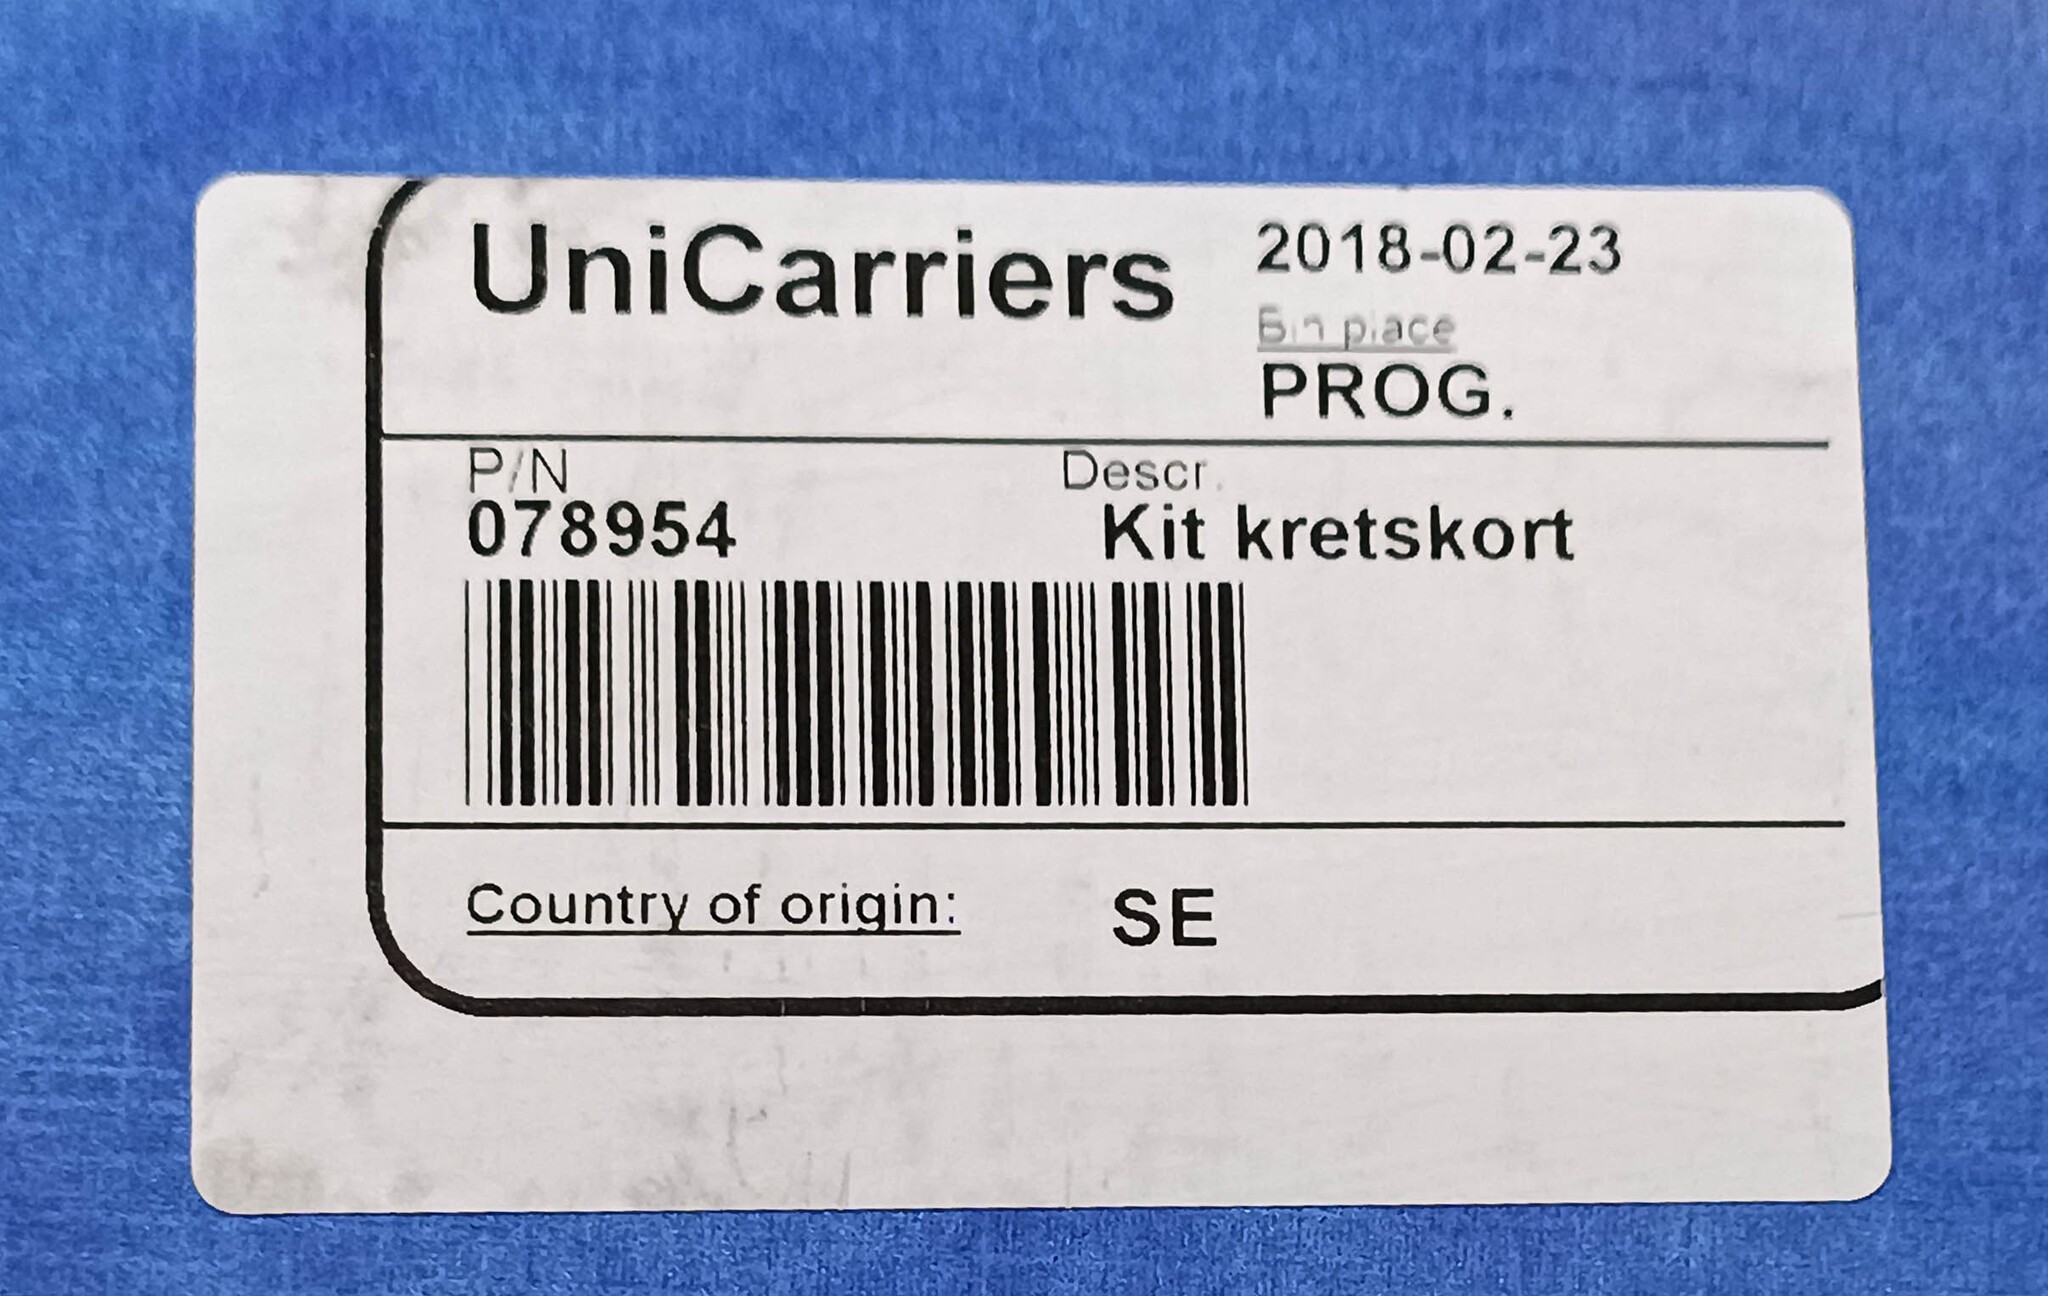 UniCarriers
2018-02-23
Bin place
PROG.
P/N
078954
Descr.
Kit kretskort
Country of origin:
SE